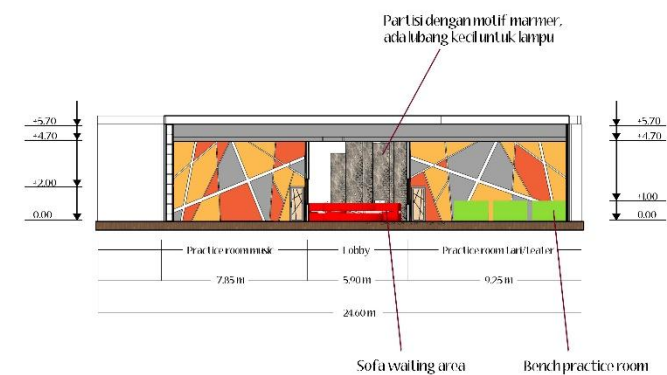 Partisi dengan motif marmer,
ada lubang kecil untuk lampu
+5.70
+4.70
+2.00
0.00
+5.70
+4.70
+1.00
0.00
Practice room music
Lobby
Practice room tari/teater
7.85 m
5.90 m
9.25 m
24.60 m
Sofa waiting area
Bench practice room